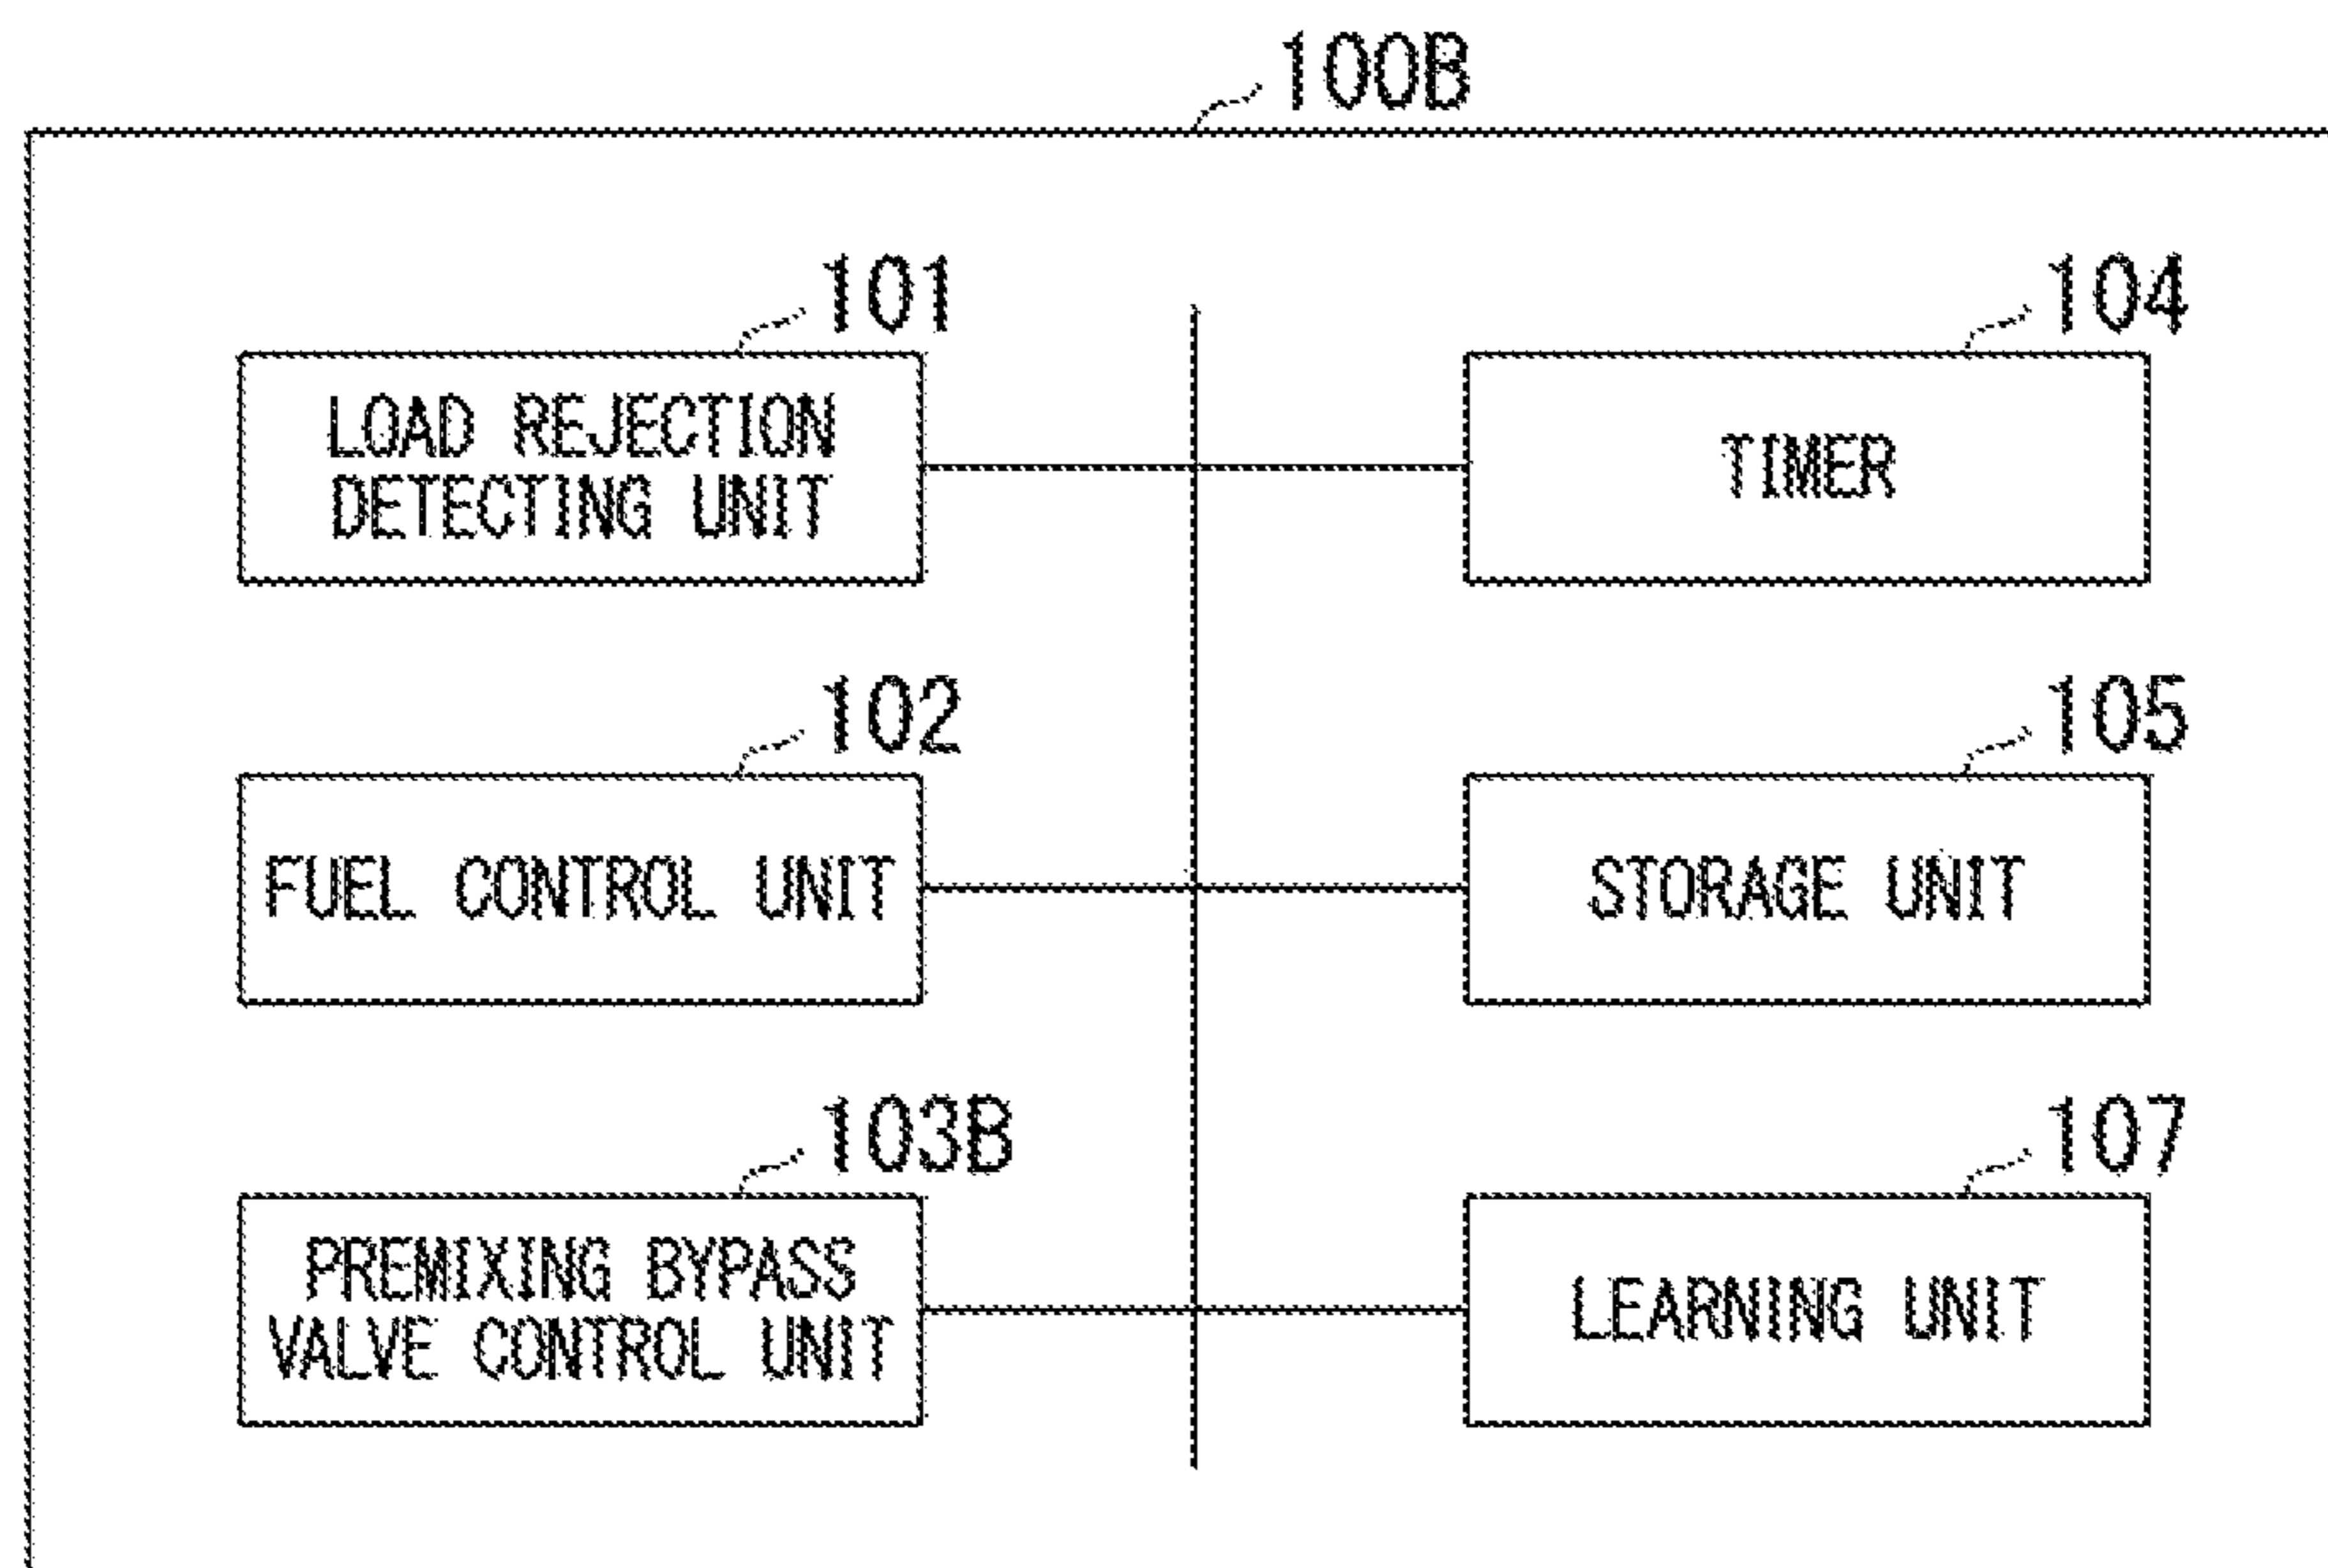 100B
101
LOAD REJECTION
DETECTING UNIT
104
TIMER
102
FUEL CONTROL UNIT
105
STORAGE UNIT
103B
PREMIXING BYPASS
VALVE CONTROL UNIT
107
LEARNING UNIT